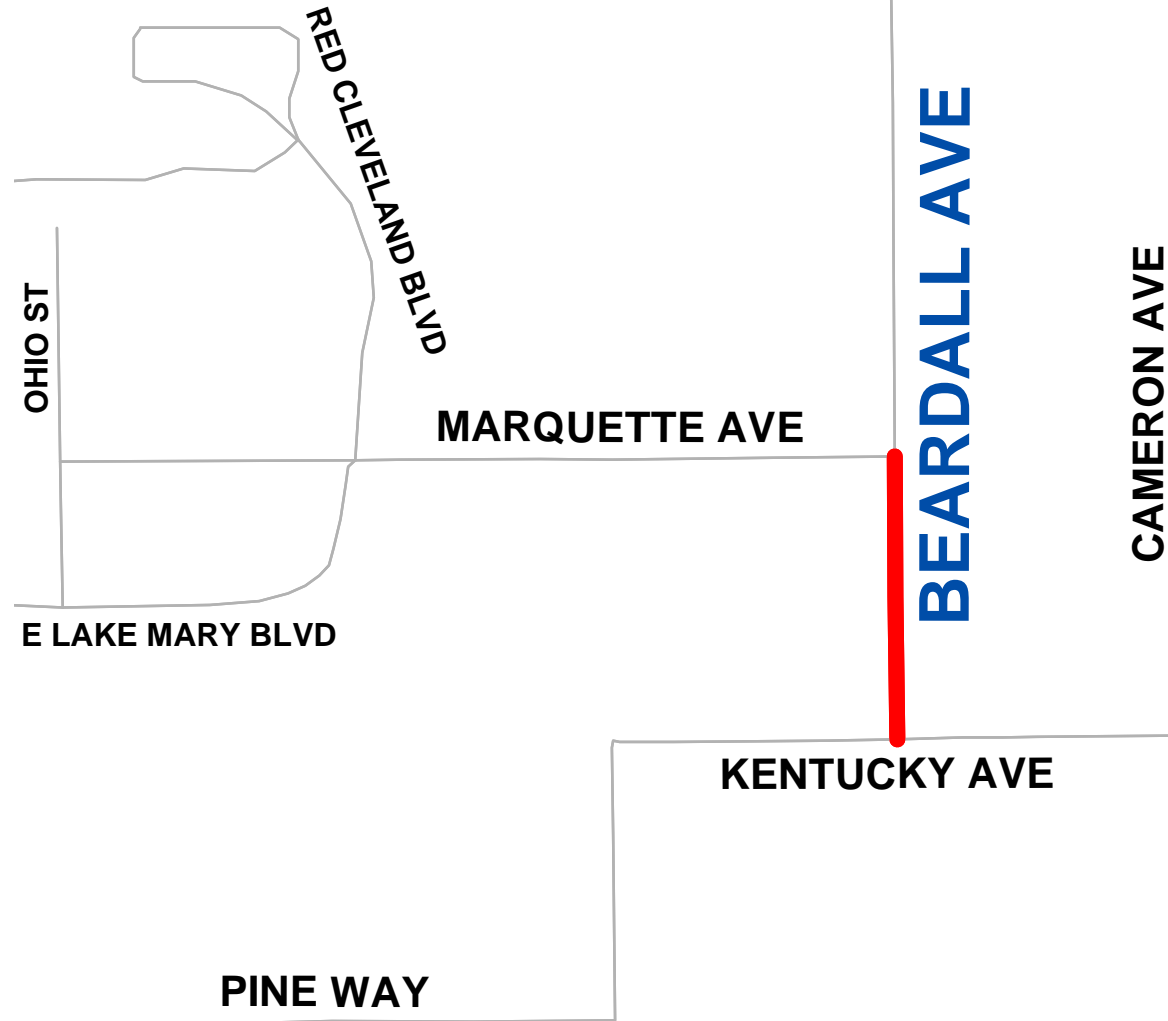 RED CLEVELAND BLVD
BEARDALL AVE
CAMERON AVE
OHIO ST
MARQUETTE AVE
E LAKE MARY BLVD
KENTUCKY AVE
PINE WAY